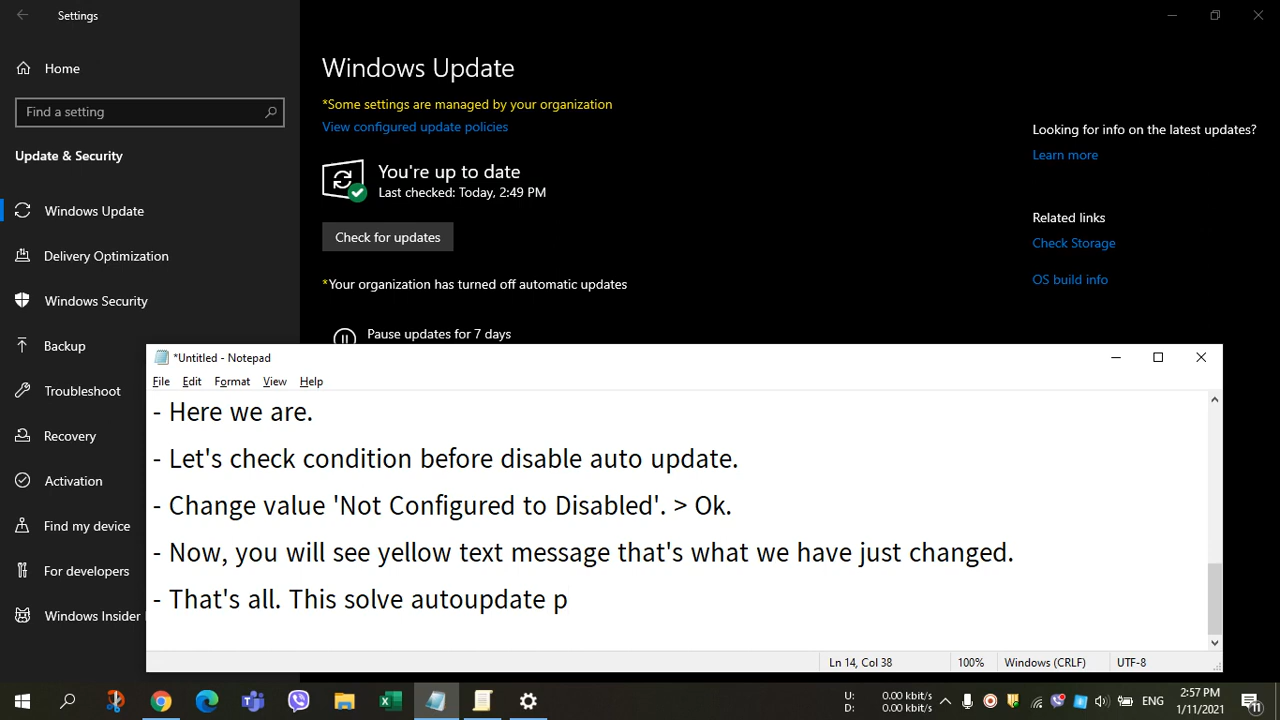 Settings
Home
Find a setting
Update & Security
Windows Update
Delivery Optimization
Windows Security
Backup
Troubleshoot
Recovery
Activation
Find my device
For developers
Windows Insider
Windows Update
*Some settings are managed by your organization
View configured update policies
You're up to date
Last checked: Today, 2:49 PM
Check for updates
*Your organization has turned off automatic updates
Pause updates for 7 days
Looking for info on the latest updates?
Learn more
Related links
Check Storage
OS build info
*Untitled - Notepad
File Edit Format View Help
- Here we are.
- Let's check condition before disable auto update.
- Change value 'Not Configured to Disabled'. > Ok.
- Now, you will see yellow text message that's what we have just changed.
- That's all. This solve autoupdate p
Ln 14, Col 38 100% Windows (CRLF) UTF-8
U: 0.00 kbit/s
D: 0.00 kbit/s
ENG
2:57 PM
1/11/2021
11